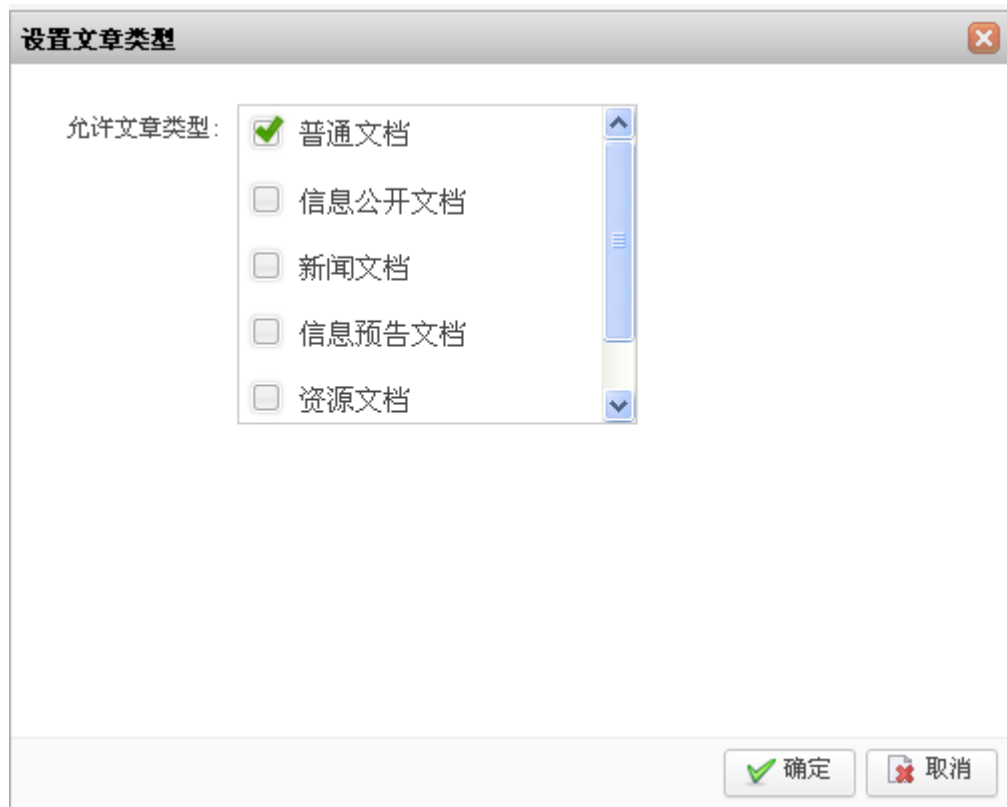 设置文章类型
允许文章类型:
普通文档
信息公开文档
新闻文档
信息预告文档
资源文档
确定
取消